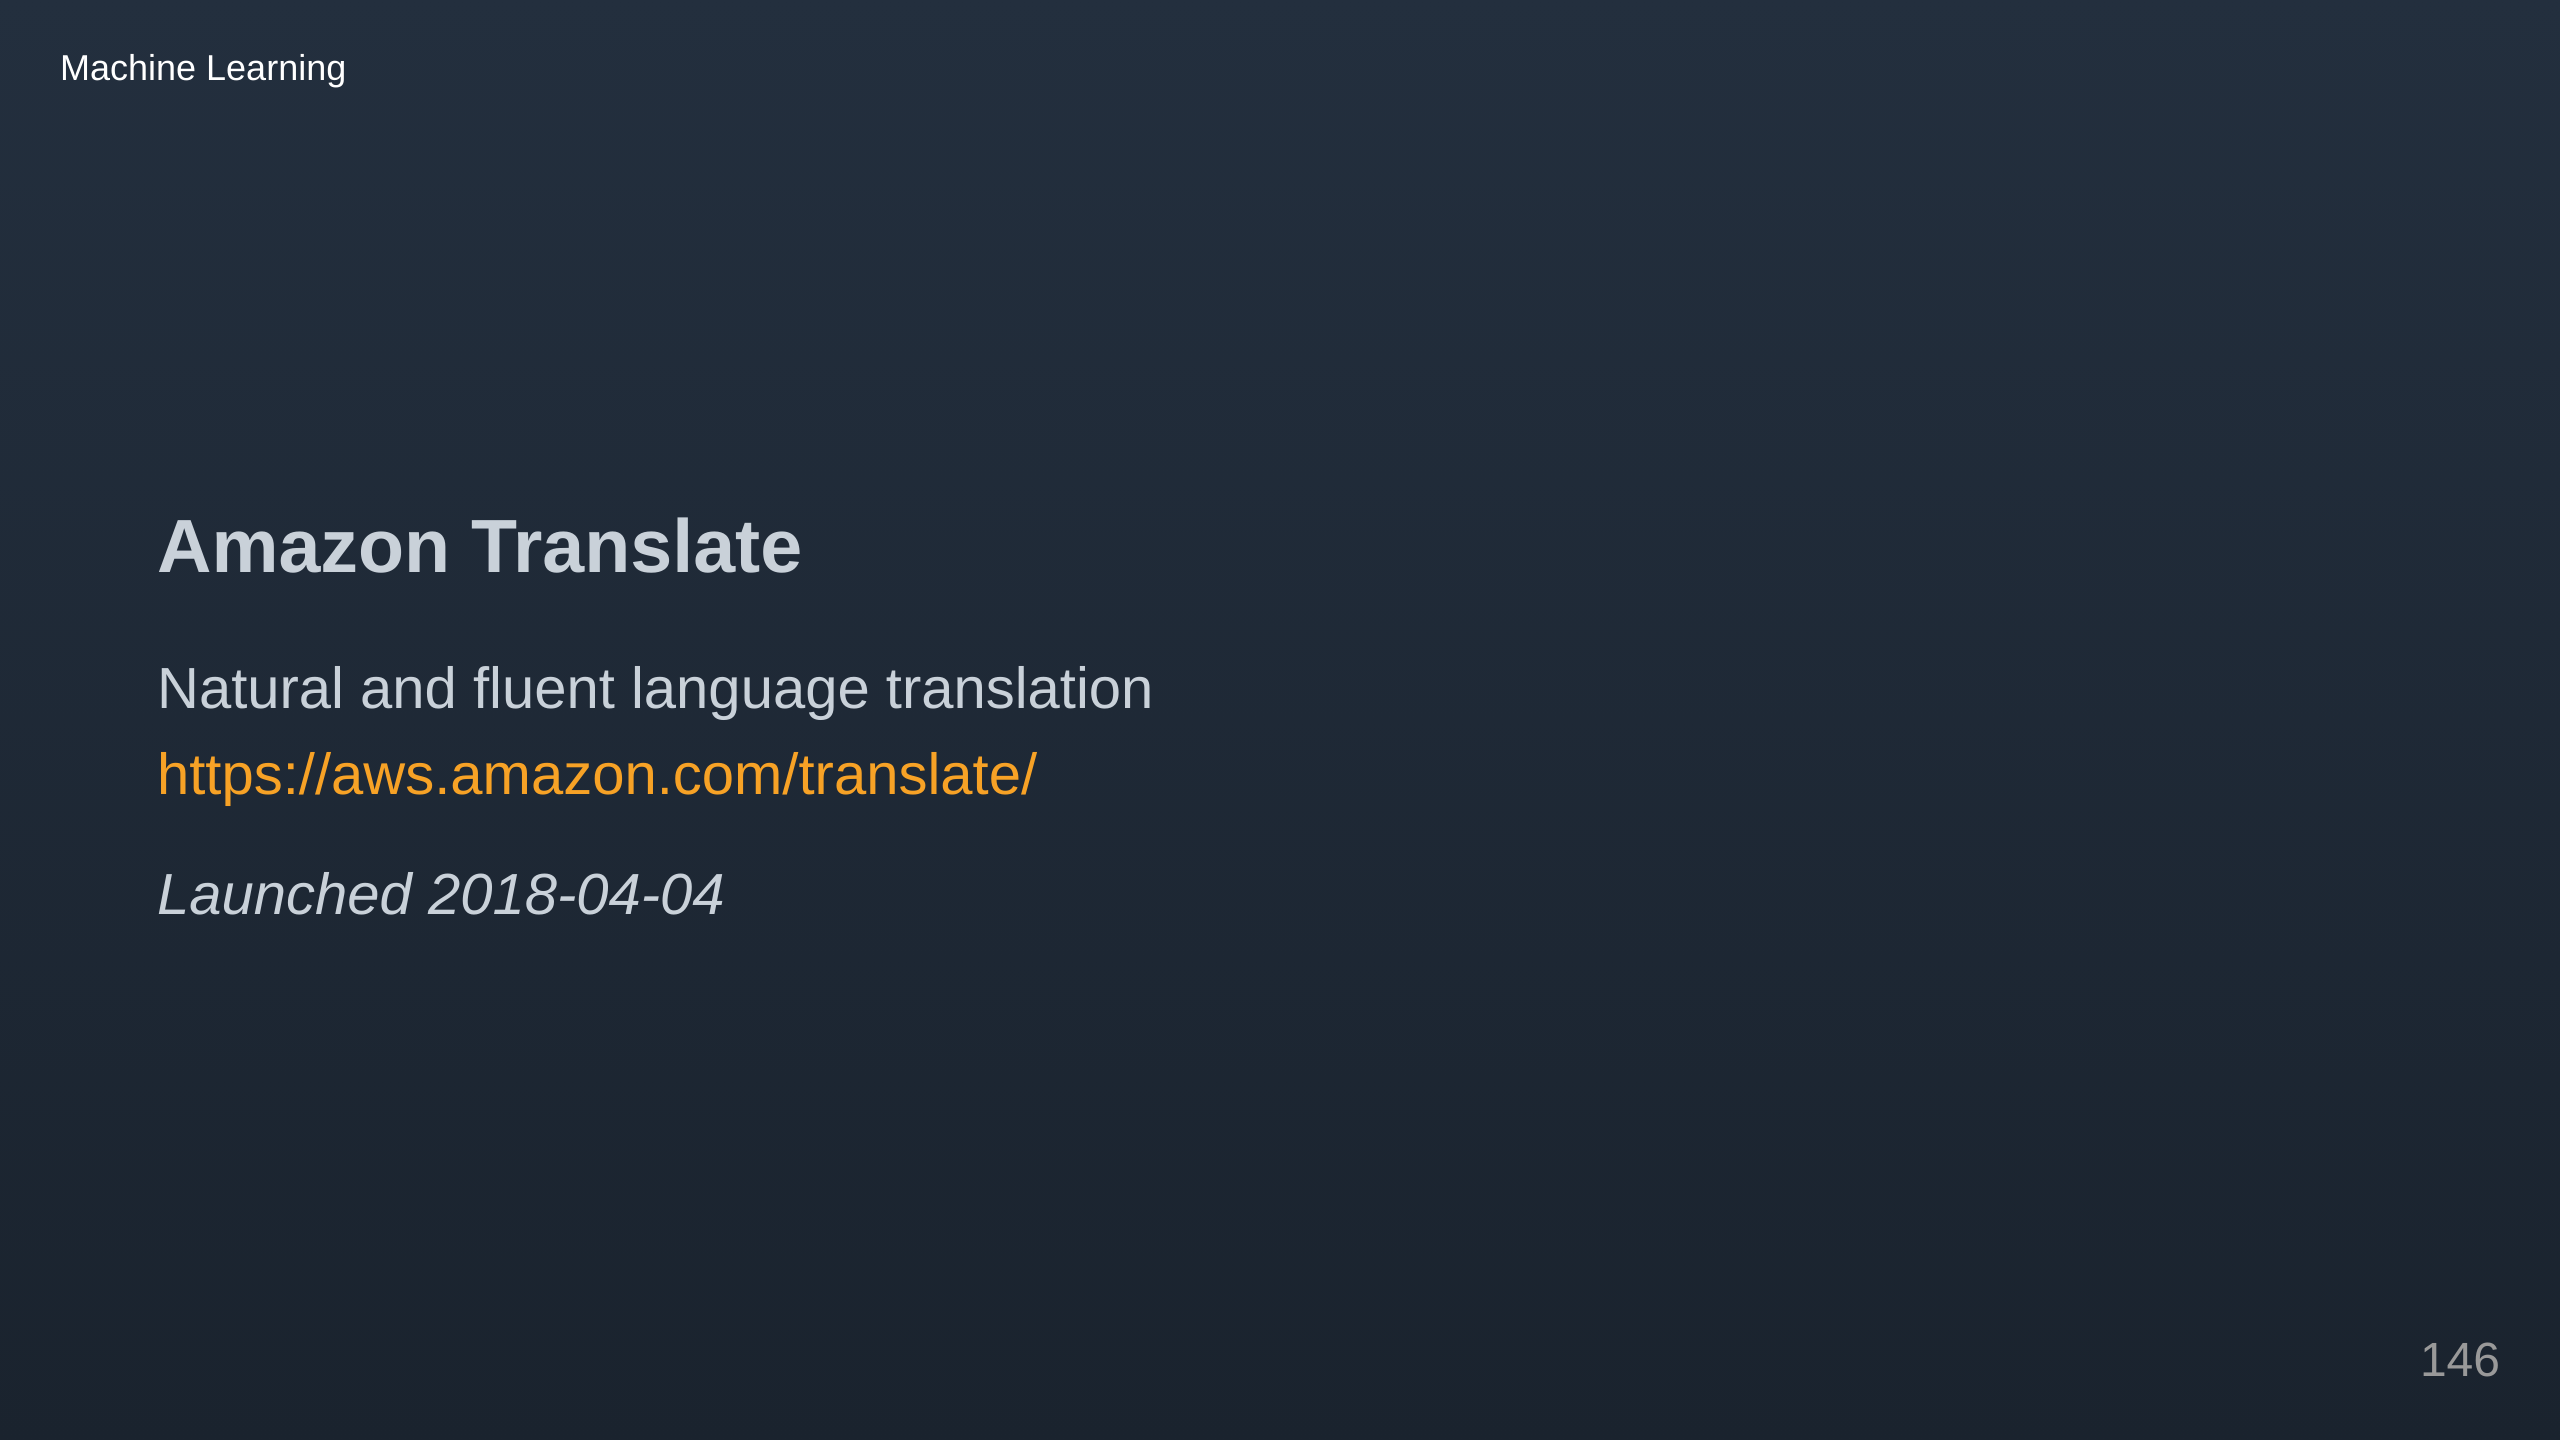 Machine Learning
Amazon Translate
Natural and fluent language translation
https://aws.amazon.com/translate/
Launched 2018-04-04
146